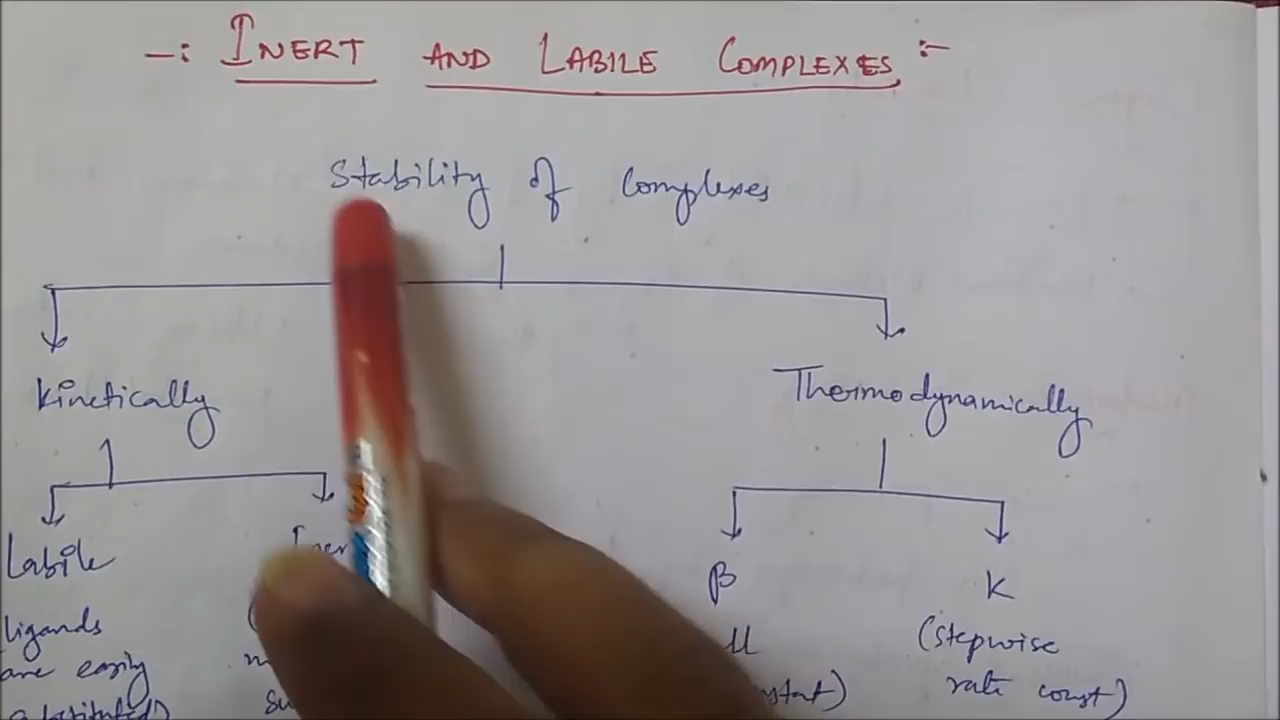 -: INERT AND LABILE COMPLEXES :-
Stability of Complexes
Kinetically
Thermodynamically
Labile
β
K
ligands
are easily
(Stepwise
rate const)